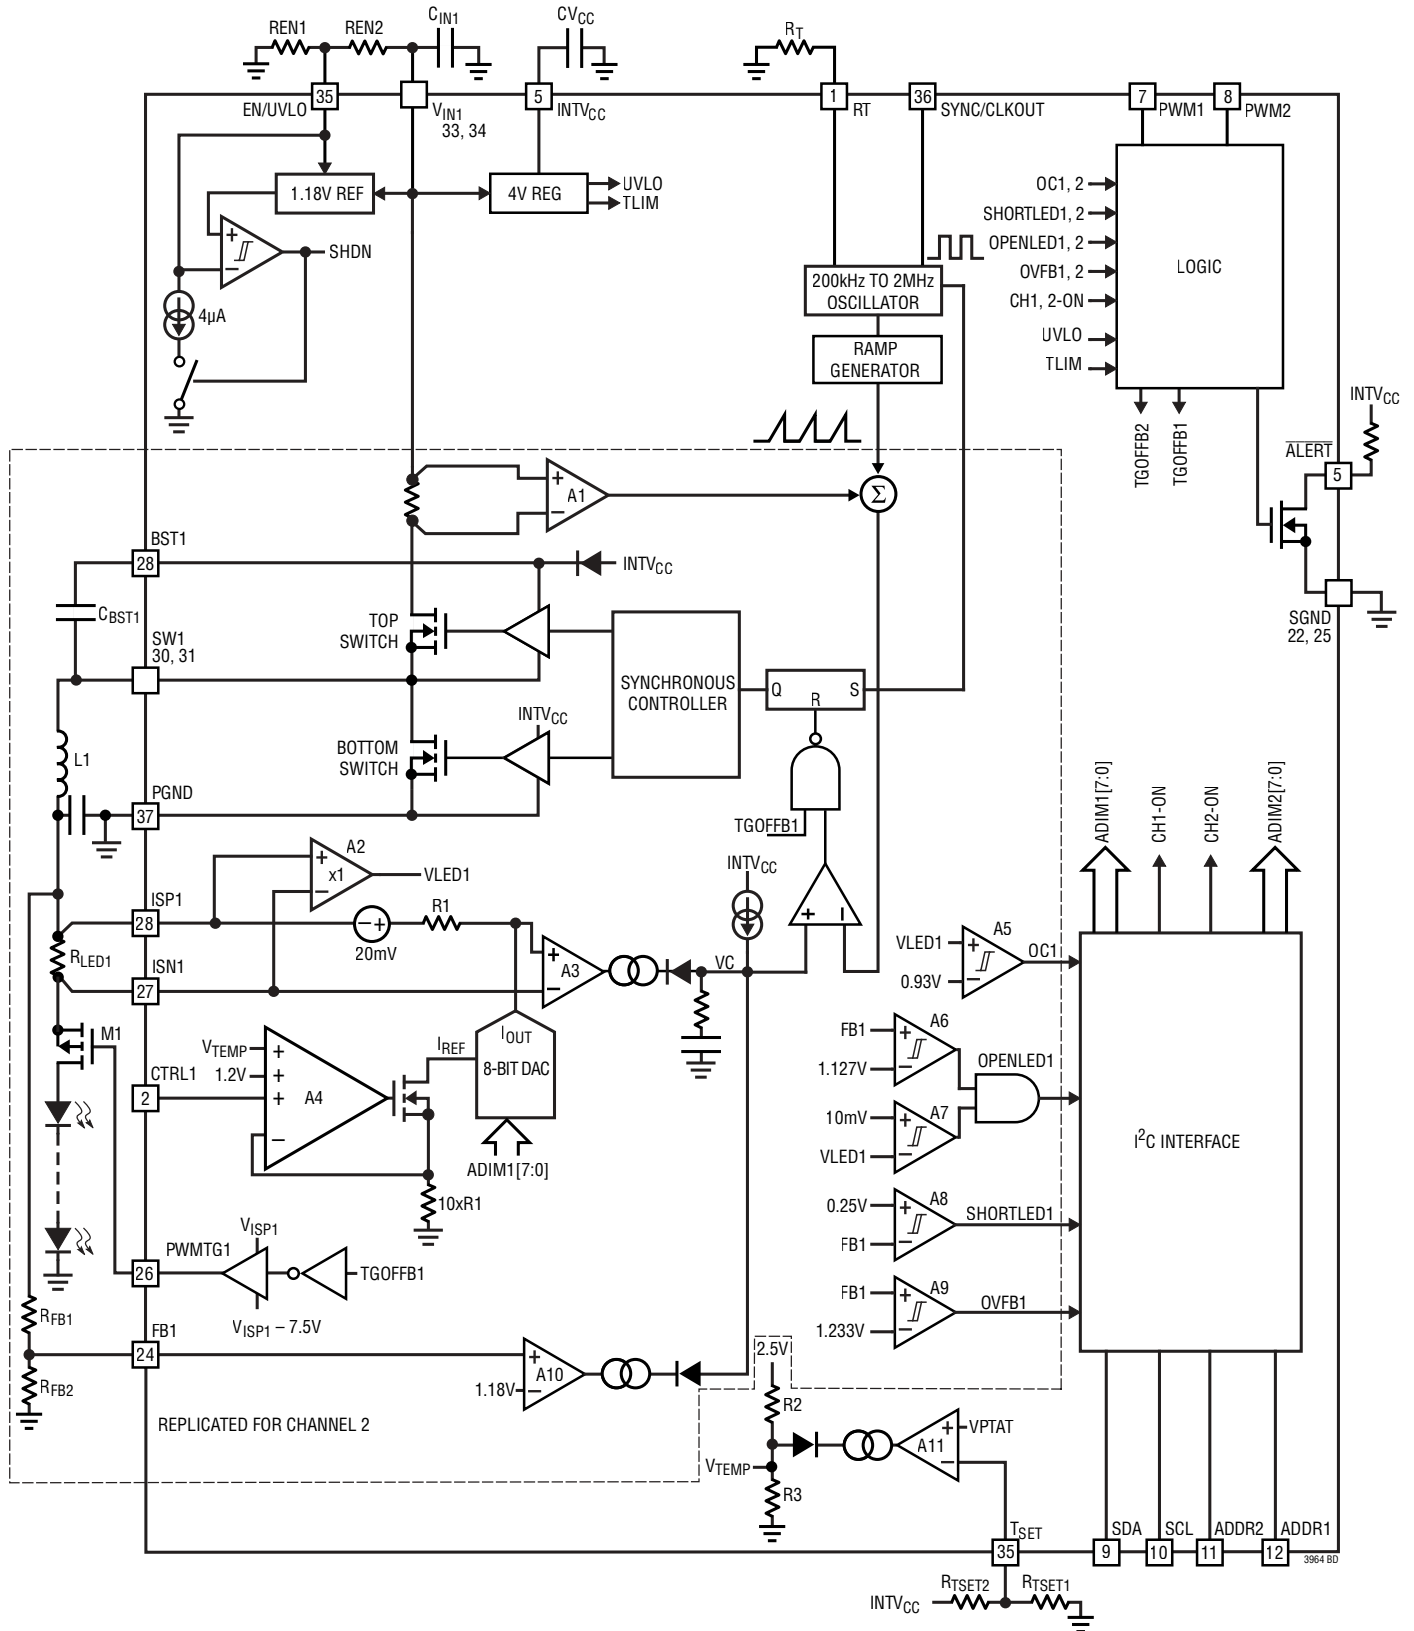 REN1
REN2
CIN1
CVCC
RT
35
5
1
36
7
8
EN/UVLO
VIN1
33, 34
INTVCC
RT
SYNC/CLKOUT
PWM1
PWM2
1.18V REF
4V REG
UVLO
TLIM
+
–
SHDN
4µA
200kHz TO 2MHz
OSCILLATOR
RAMP
GENERATOR
OC1, 2
SHORTLED1, 2
OPENLED1, 2
OVFB1, 2
CH1, 2-ON
UVLO
TLIM
LOGIC
TGOFFB2
TGOFFB1
INTVCC
ALERT
5
SGND
22, 25
+
–
A1
Σ
BST1
28
INTVCC
CBST1
SW1
30, 31
TOP
SWITCH
SYNCHRONOUS
CONTROLLER
Q
S
R
INTVCC
BOTTOM
SWITCH
L1
PGND
37
TGOFFB1
INTVCC
+
–
A2
x1
+
–
VLED1
ISP1
28
–+
20mV
R1
RLED1
ISN1
27
+
–
A3
VC
M1
VTEMP
1.2V
+
+
+
–
A4
CTRL1
2
IREF
IOUT
8-BIT DAC
ADIM1[7:0]
10xR1
VISP1
PWMTG1
26
TGOFFB1
VISP1 – 7.5V
RFB1
FB1
24
RFB2
1.18V
+
–
A10
REPLICATED FOR CHANNEL 2
ADIM1[7:0]
CH1-ON
CH2-ON
ADIM2[7:0]
VLED1
0.93V
+
–
A5
OC1
FB1
1.127V
+
–
A6
OPENLED1
10mV
VLED1
+
–
A7
0.25V
FB1
+
–
A8
SHORTLED1
FB1
1.233V
+
–
A9
OVFB1
I2C INTERFACE
2.5V
R2
VTEMP
R3
A11
+
–
VPTAT
TSET
35
SDA
SCL
ADDR2
ADDR1
9
10
11
12
3964 BD
INTVCC
RTSET2
RTSET1